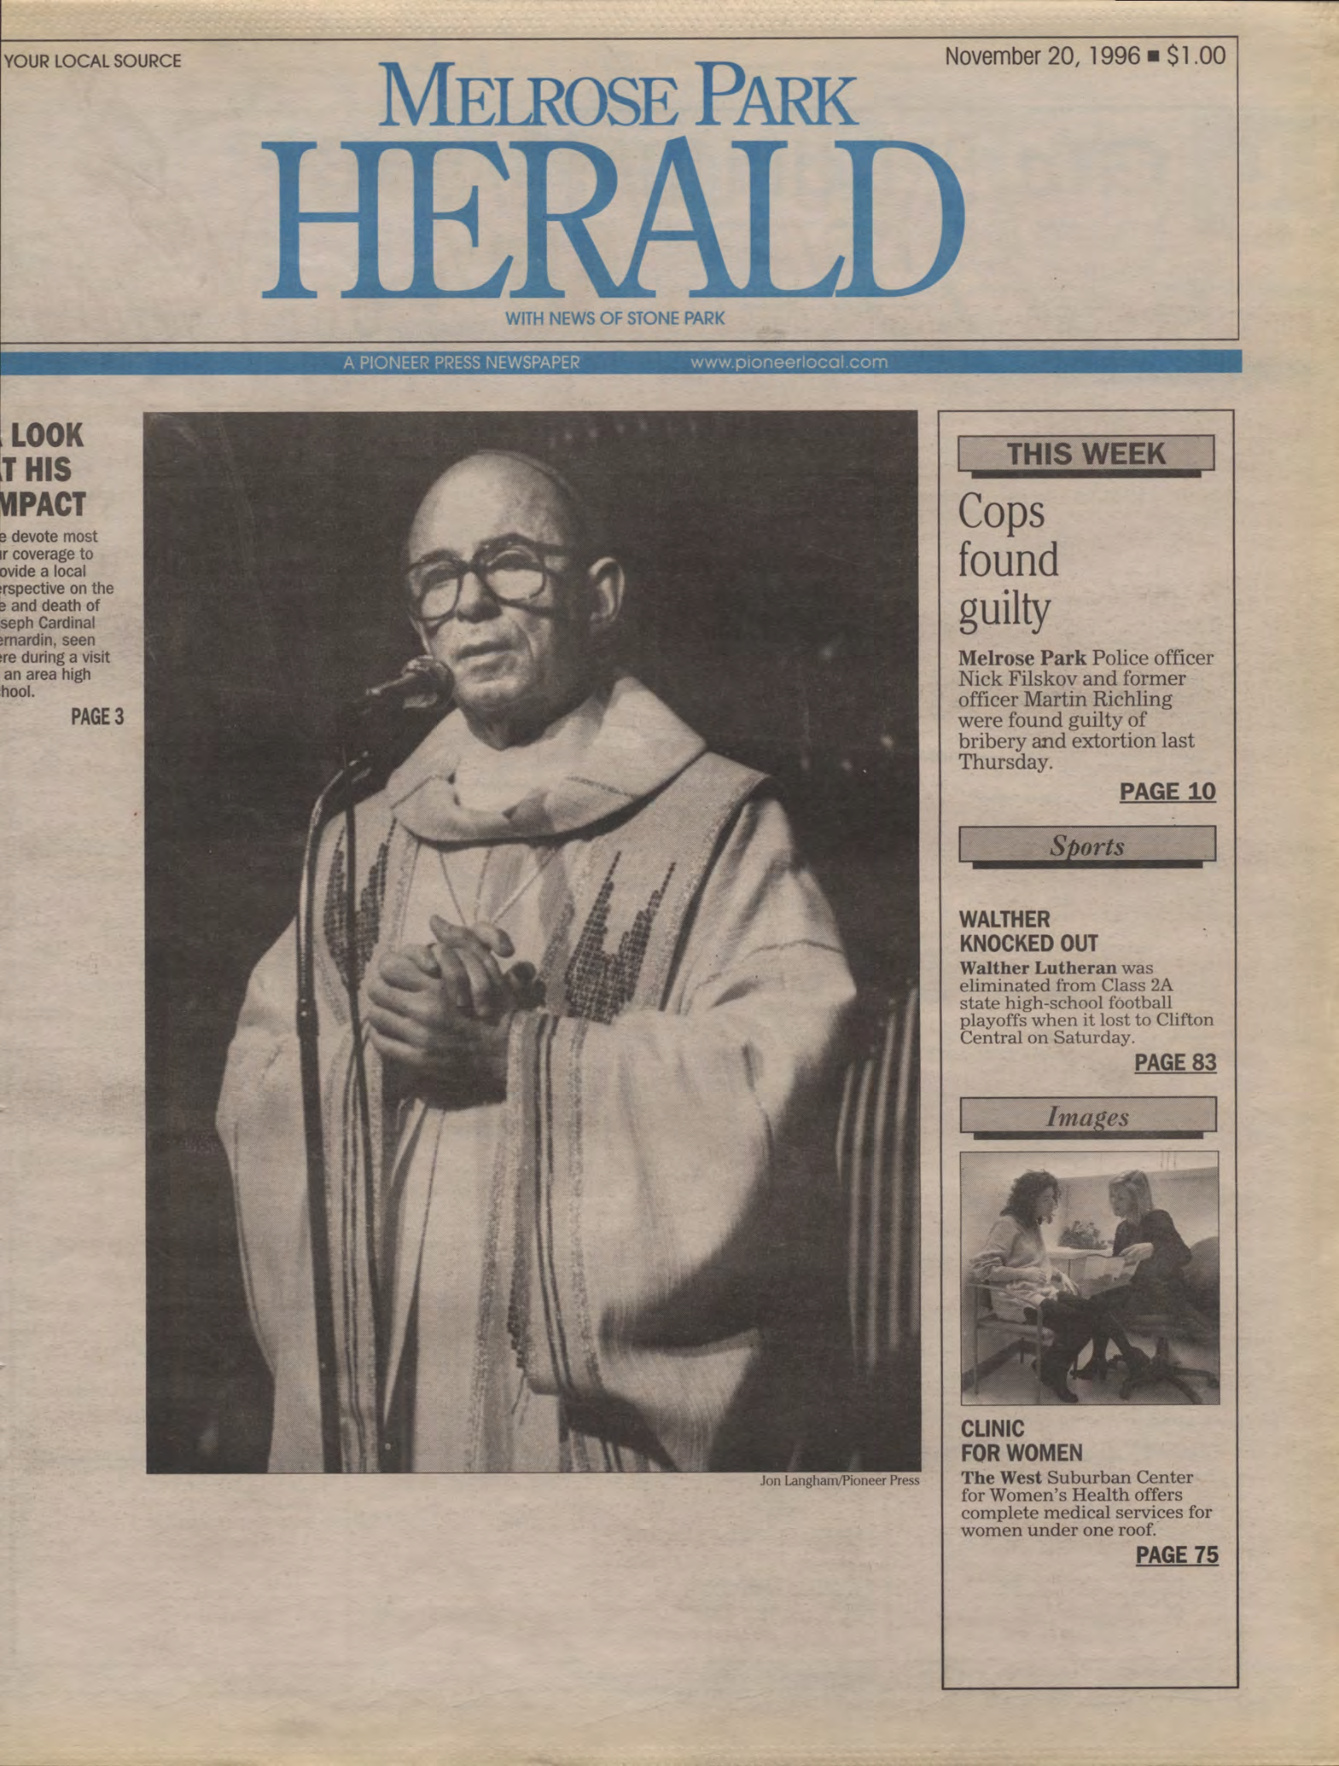 YOUR LOCAL SOURCE
November 20, 1996 ■ $1.00
MELROSE PARK
HERALD
WITH NEWS OF STONE PARK
A PIONEER PRESS NEWSPAPER www.pioneerlocal.com
LOOK
T HIS
MPACT
e devote most
r coverage to
ovide a local
rspective on the
e and death of
seph Cardinal
ernardin, seen
re during a visit
an area high
hool.
PAGE 3
Jon Langham/Pioneer Press
THIS WEEK
Cops
found
guilty
Melrose Park Police officer
Nick Filskov and former
officer Martin Richling
were found guilty of
bribery and extortion last
Thursday.
PAGE 10
Sports
WALTHER
KNOCKED OUT
Walther Lutheran was
eliminated from Class 2A
state high-school football
playoffs when it lost to Clifton
Central on Saturday.
PAGE 83
Images
CLINIC
FOR WOMEN
The West Suburban Center
for Women's Health offers
complete medical services for
women under one roof.
PAGE 75